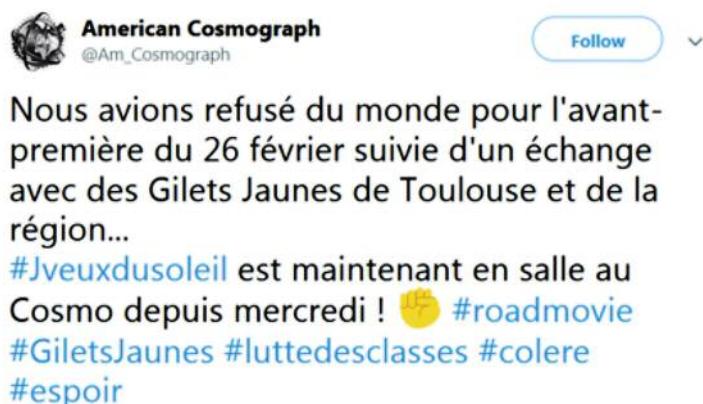 American Cosmograph
@Am_Cosmograph
Follow
Nous avions refusé du monde pour l'avant-
première du 26 février suivie d'un échange
avec des Gilets Jaunes de Toulouse et de la
région...
#Jveuxdusoleil est maintenant en salle au
Cosmo depuis mercredi ! ✊ #roadmovie
#GiletsJaunes #luttedesclasses #colere
#espoir